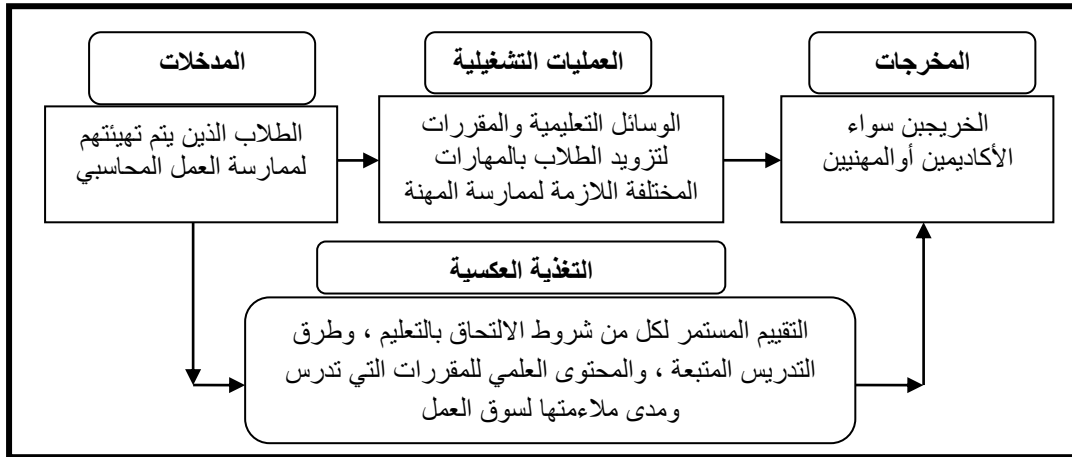 المدخلات
الطلاب الذين يتم تهيئتهم
لممارسة العمل المحاسبي
العمليات التشغيلية
الوسائل التعليمية والمقررات
لتزويد الطلاب بالمهارات
المختلفة اللازمة لممارسة المهنة
المخرجات
الخريجبن سواء
الأكاديمين أوالمهنيين
التغذية العكسية
التقييم المستمر لكل من شروط الالتحاق بالتعليم ، وطرق
التدريس المتبعة ، والمحتوى العلمي للمقررات التي تدرس
ومدى ملاءمتها لسوق العمل